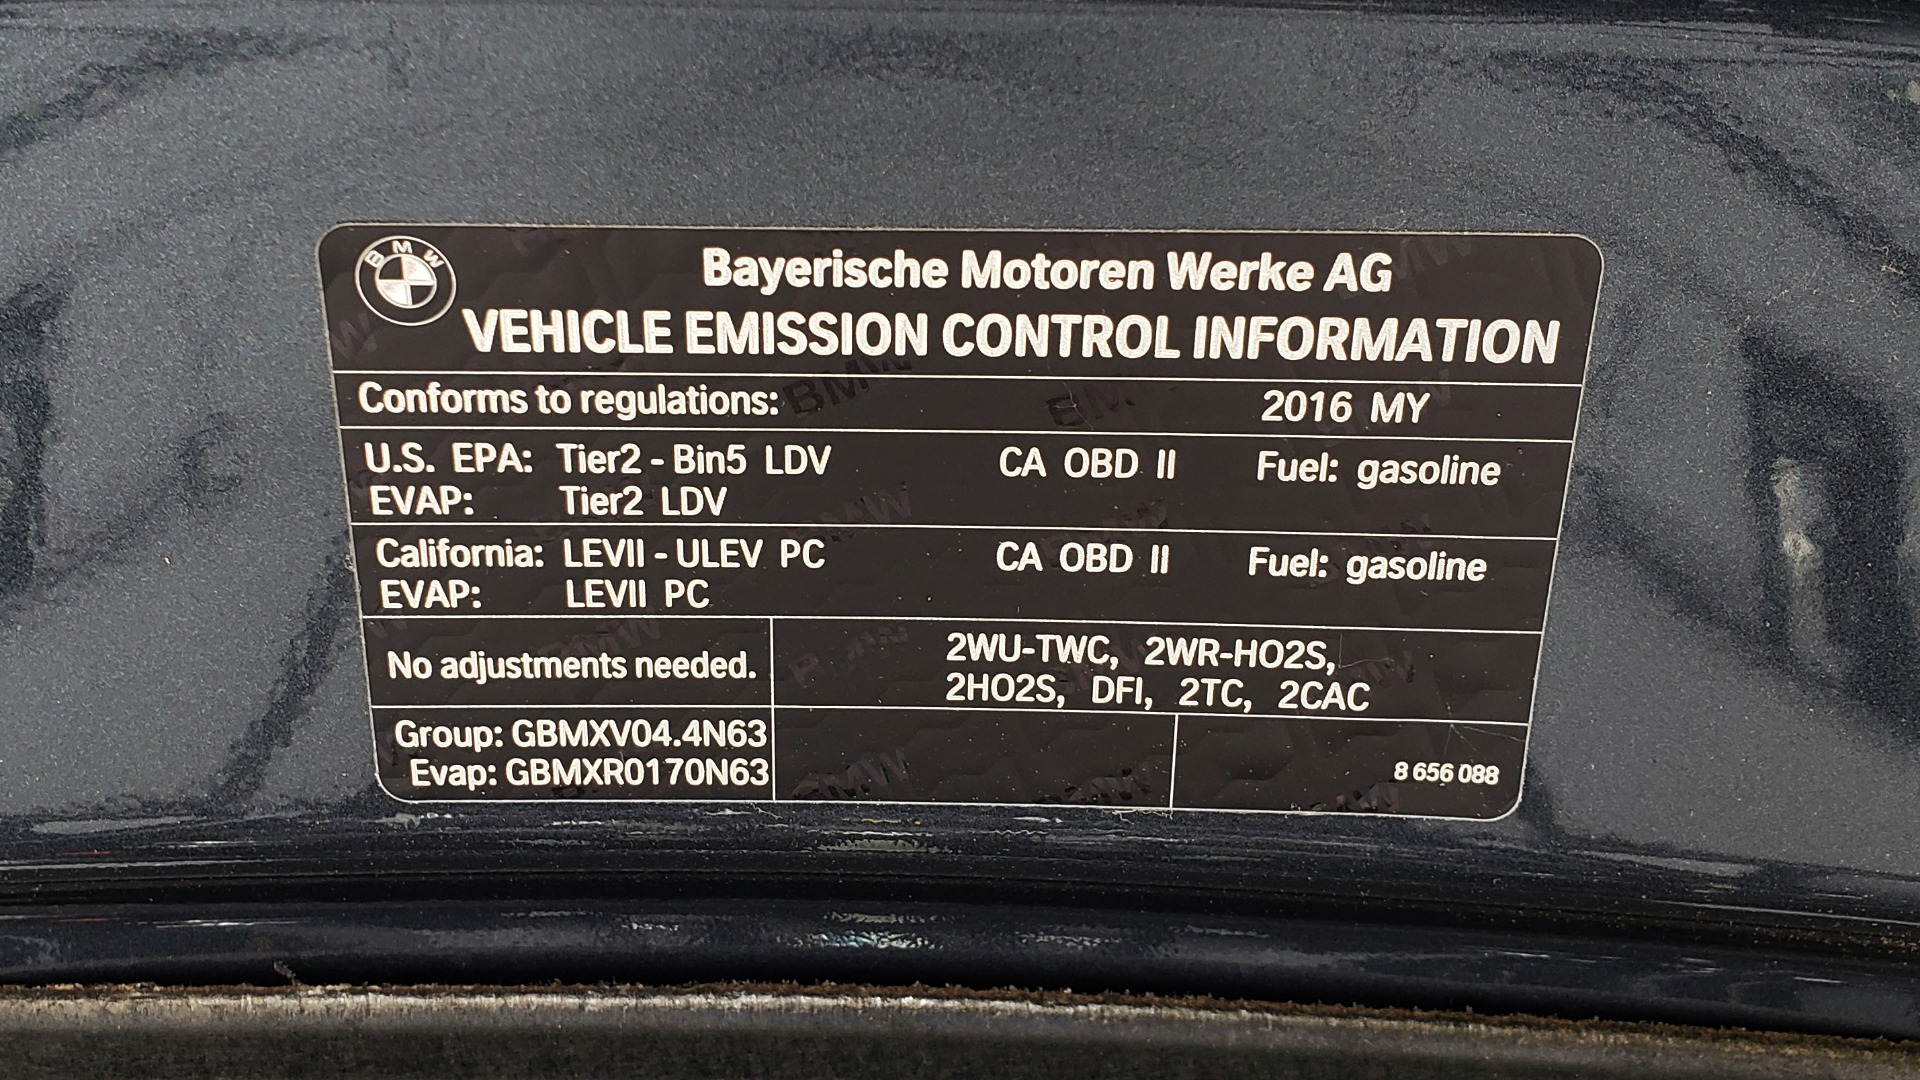 BMW
Bayerische Motoren Werke AG
VEHICLE EMISSION CONTROL INFORMATION
Conforms to regulations: 2016 MY
U.S. EPA: Tier2 - Bin5 LDV CA OBD II Fuel: gasoline
EVAP: Tier2 LDV
California: LEVII - ULEV PC CA OBD II Fuel: gasoline
EVAP: LEVII PC
No adjustments needed.
2WU-TWC, 2WR-HO2S,
2HO2S, DFI, 2TC, 2CAC
Group: GBMXV04.4N63
Evap: GBMXR0170N63
8 656 088